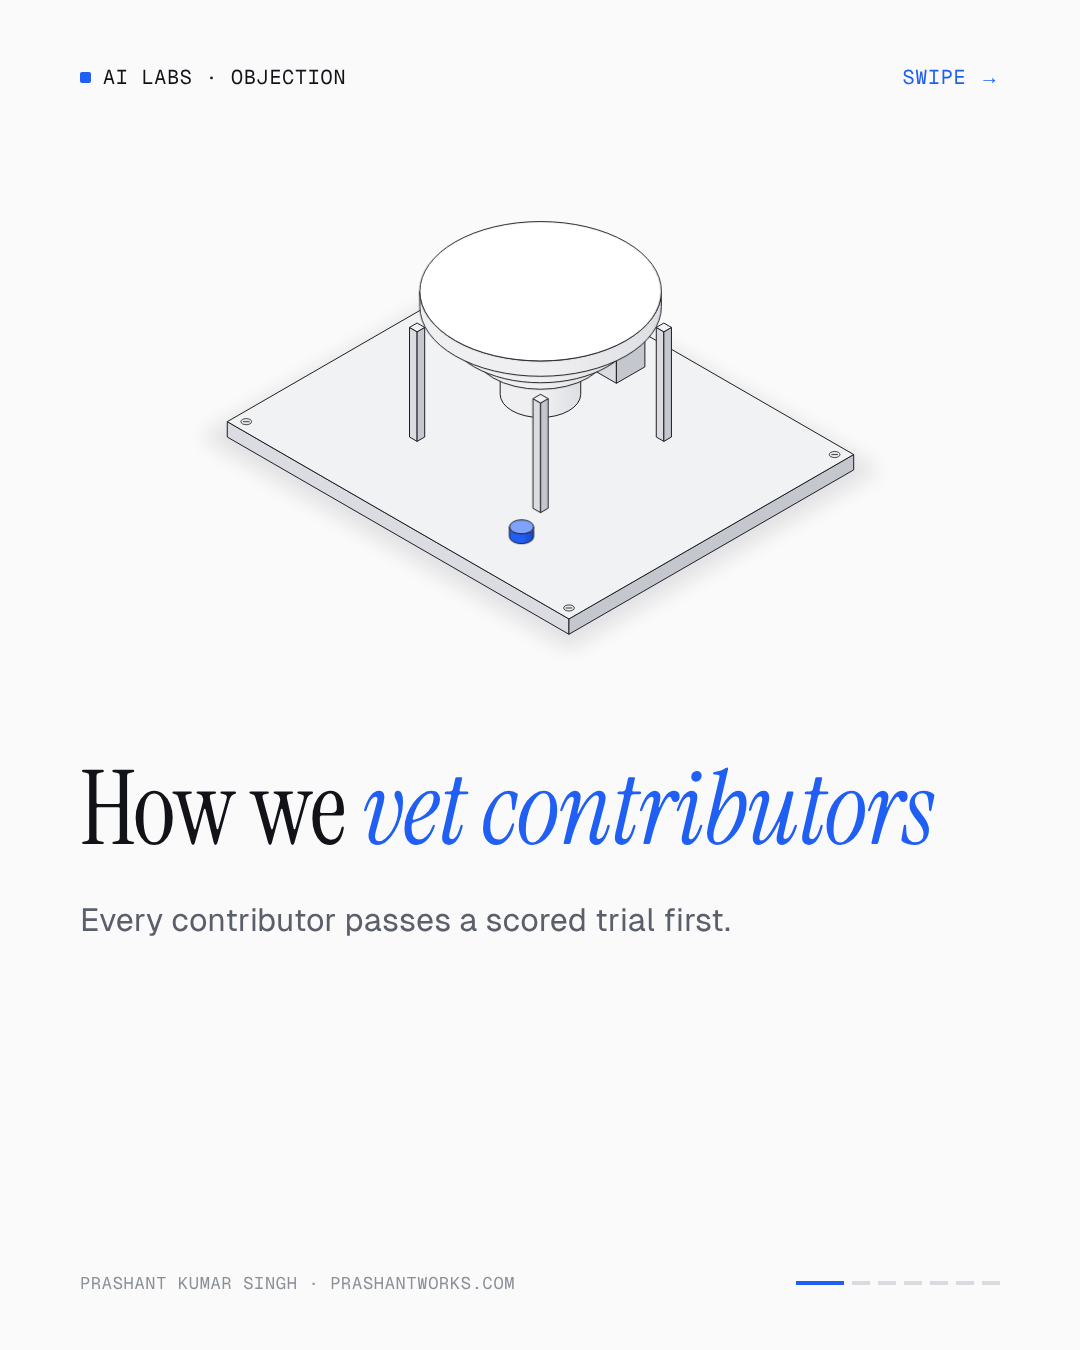 AI LABS · OBJECTION
SWIPE →
How we vet contributors
Every contributor passes a scored trial first.
PRASHANT KUMAR SINGH · PRASHANTWORKS.COM